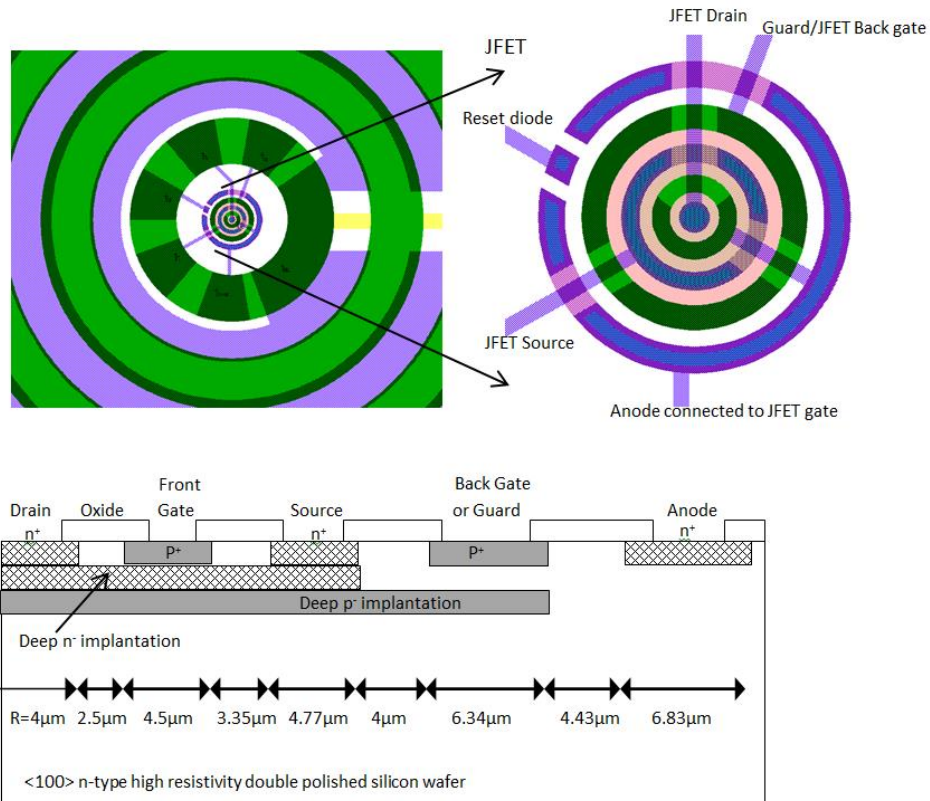 JFET Drain
JFET
Guard/JFET Back gate
Reset diode
JFET Source
Anode connected to JFET gate
Drain
n⁺
Oxide
Front
Gate
P⁺
Source
n⁺
Back Gate
or Guard
P⁺
Anode
n⁺
Deep p⁻ implantation
Deep n⁻ implantation
R=4μm 2.5μm 4.5μm 3.35μm 4.77μm 4μm 6.34μm 4.43μm 6.83μm
<100> n-type high resistivity double polished silicon wafer